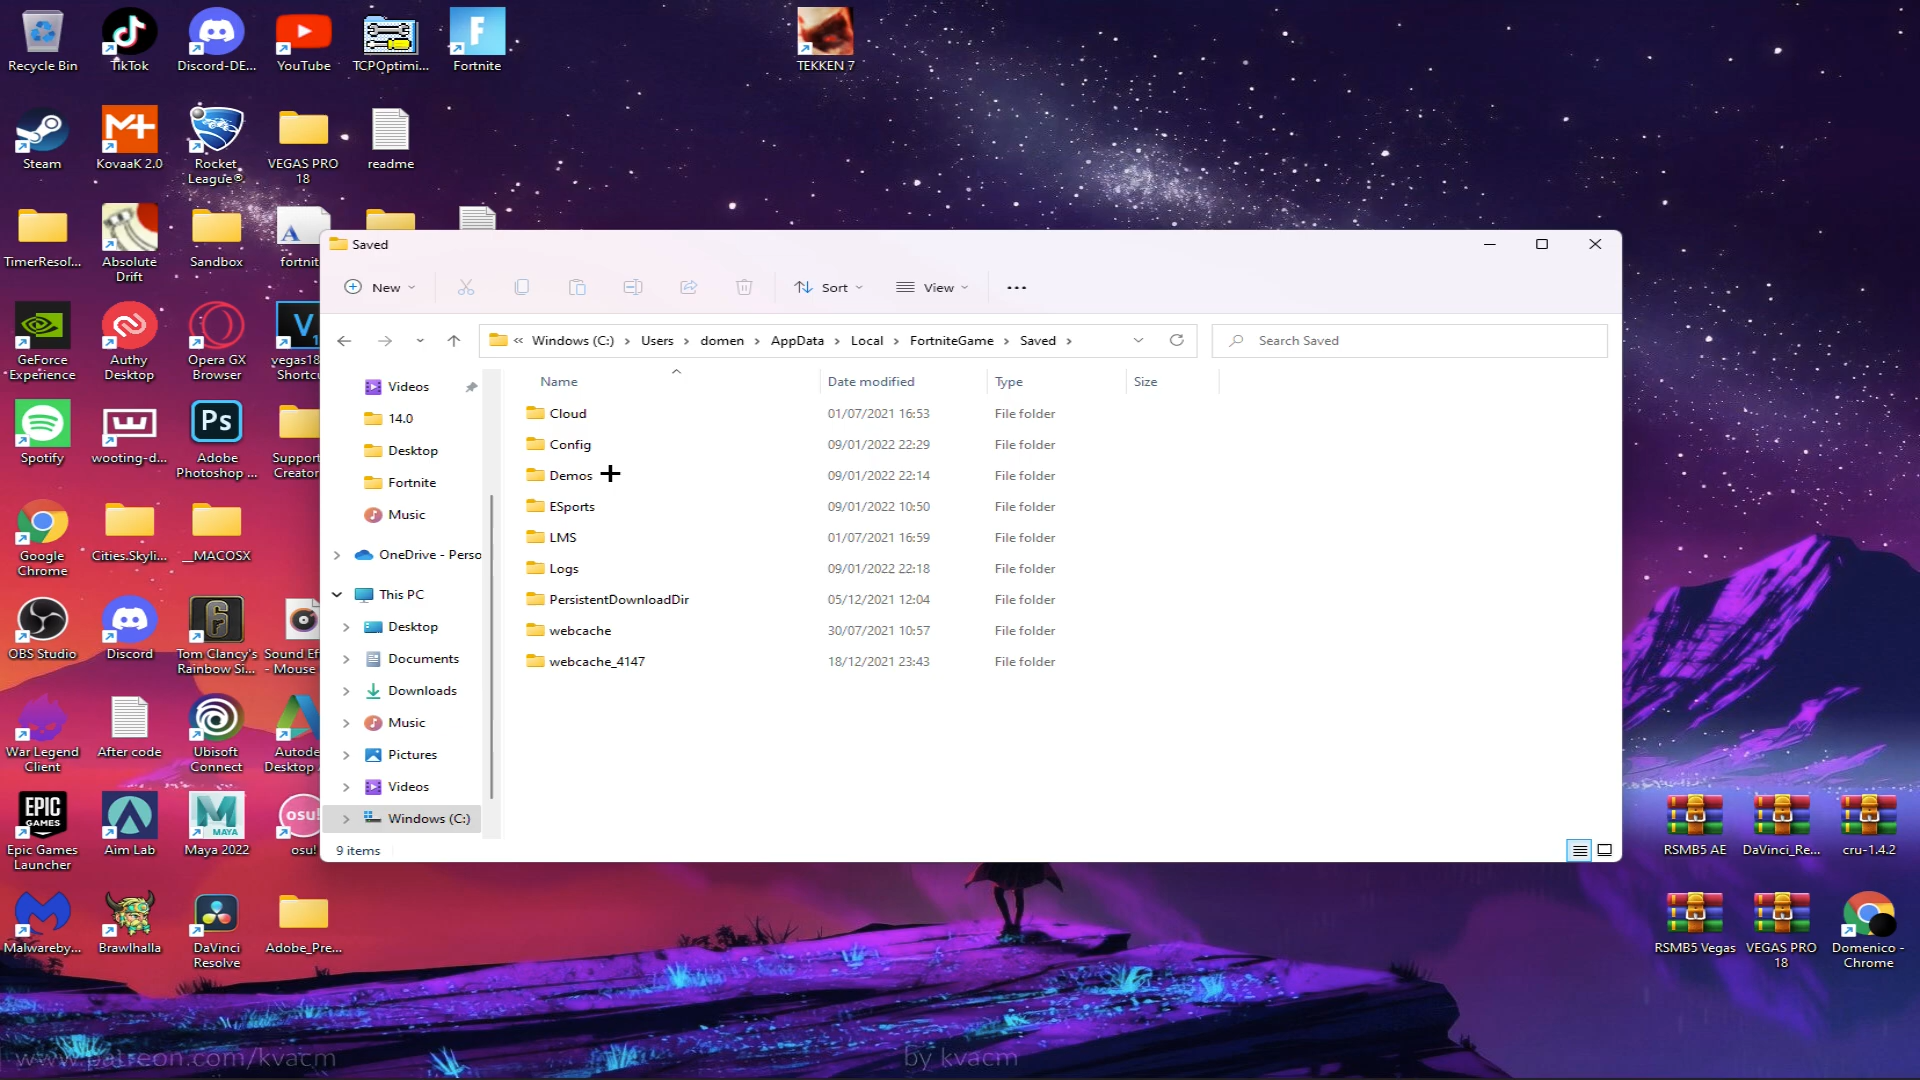 Recycle Bin
TikTok
Discord-DE...
YouTube
TCPOptimi...
Fortnite
TEKKEN 7
Steam
KovaaK 2.0
Rocket
League®
VEGAS PRO
18
readme
TimerResol...
Absolute
Drift
Sandbox
fortnit
GeForce
Experience
Authy
Desktop
Opera GX
Browser
vegas18
Shortcu
Spotify
wooting-d...
Ps
Adobe
Photoshop ...
Support
Creator
Google
Chrome
Cities.Skyli...
__MACOSX
OBS Studio
Discord
Tom Clancy's
Rainbow Si...
Sound Ef
- Mouse
War Legend
Client
After code
Ubisoft
Connect
Autode
Desktop
EPIC
GAMES
Epic Games
Launcher
Aim Lab
MAYA
Maya 2022
osu!
osu!
Malwareby...
Brawlhalla
DaVinci
Resolve
Adobe_Pre...
Saved
New
Sort
View
« Windows (C:) > Users > domen > AppData > Local > FortniteGame > Saved >
Search Saved
Videos
14.0
Desktop
Fortnite
Music
OneDrive - Perso
This PC
Desktop
Documents
Downloads
Music
Pictures
Videos
Windows (C:)
Name Date modified Type Size
Cloud 01/07/2021 16:53 File folder
Config 09/01/2022 22:29 File folder
Demos 09/01/2022 22:14 File folder
ESports 09/01/2022 10:50 File folder
LMS 01/07/2021 16:59 File folder
Logs 09/01/2022 22:18 File folder
PersistentDownloadDir 05/12/2021 12:04 File folder
webcache 30/07/2021 10:57 File folder
webcache_4147 18/12/2021 23:43 File folder
9 items
RSMB5 AE
DaVinci_Re...
cru-1.4.2
RSMB5 Vegas
VEGAS PRO
18
Domenico -
Chrome
www.patreon.com/kvacm
by kvacm